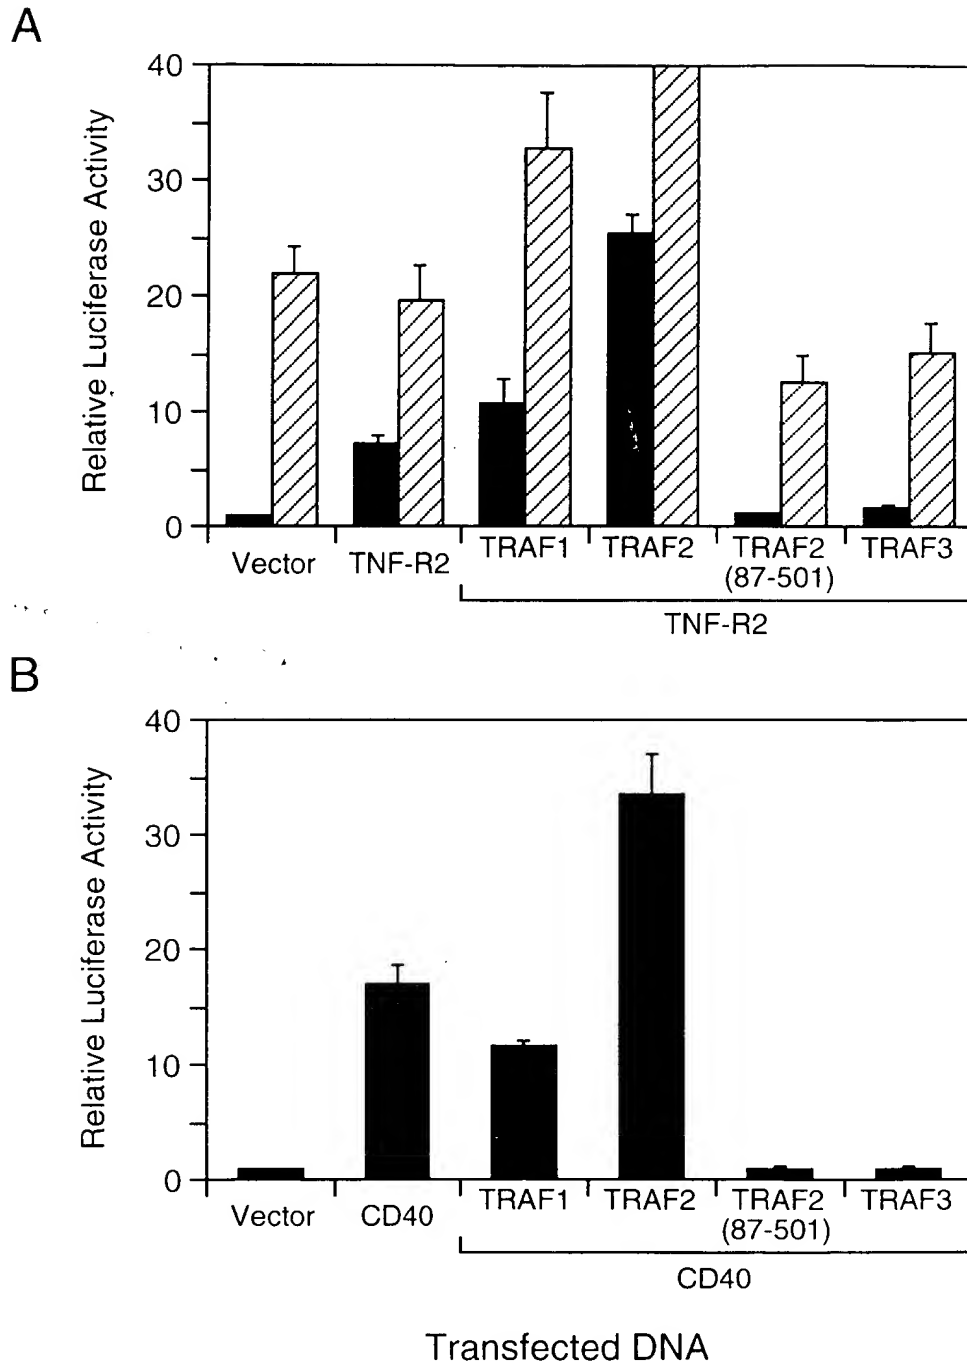 A
Relative Luciferase Activity
40
30
20
10
0
Vector
TNF-R2
TRAF1
TRAF2
TRAF2
(87-501)
TRAF3
TNF-R2
B
Relative Luciferase Activity
40
30
20
10
0
Vector
CD40
TRAF1
TRAF2
TRAF2
(87-501)
TRAF3
CD40
Transfected DNA